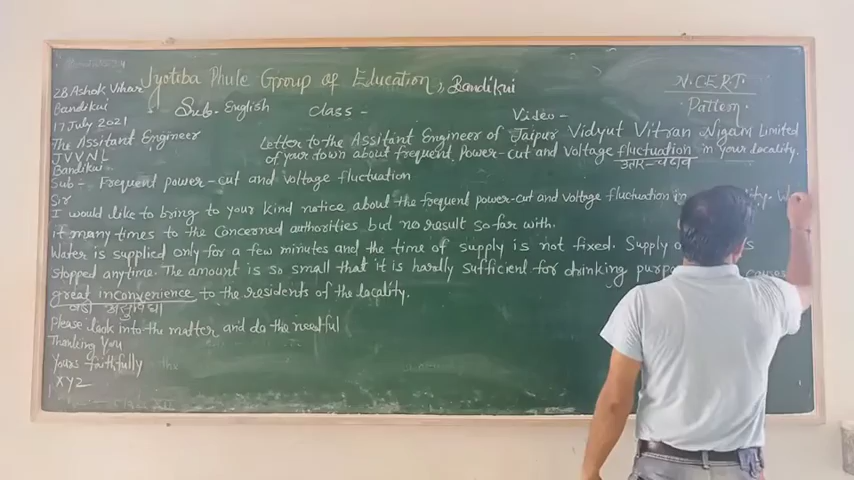 Jyotiba Phule Group of Education, Bandikui
N.C.E.R.T.
Pattern
Sub- English Class - Video -
28 Ashok Vihar
Bandikui
17 July 2021
The Assitant Engineer
JVVNL
Bandikui
Letter to the Assitant Engineer of Jaipur Vidyut Vitran Nigam Limited
of your town about frequent Power-cut and voltage fluctuation in your locality.
उतार-चढाव
Sub- Frequent power-cut and voltage fluctuation
Sir
I would like to bring to your kind notice about the frequent power-cut and voltage fluctuation in
it many times to the Concerned authorities but no result so far with.
Water is supplied only for a few minutes and the time of supply is not fixed. Supply
stopped anytime. The amount is so small that it is hardly sufficient for drinking causes
great inconvenience to the residents of the locality.
बड़ी असुविधा
Please look into the matter and do the needful
Thanking You
Yours faithfully
XYZ